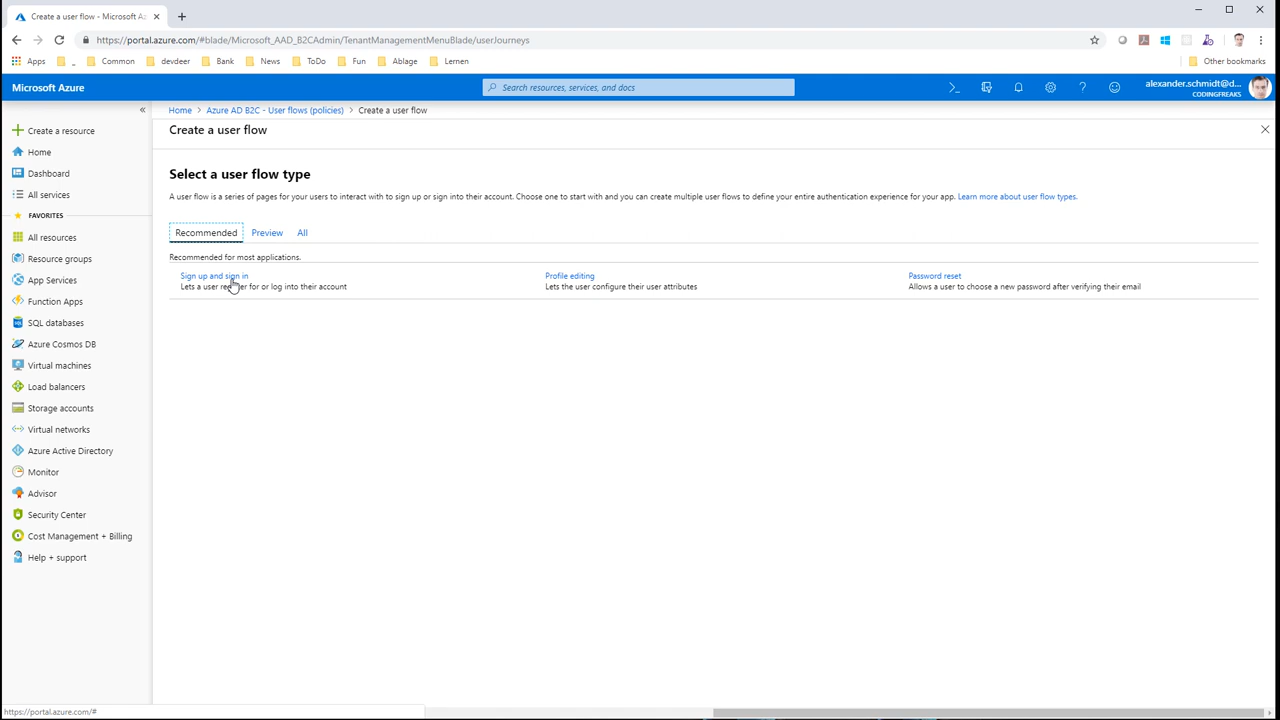 Create a user flow - Microsoft Az
https://portal.azure.com/#blade/Microsoft_AAD_B2CAdmin/TenantManagementMenuBlade/userJourneys
Apps
_
Common
devdeer
Bank
News
ToDo
Fun
Ablage
Lernen
Other bookmarks
Microsoft Azure
Search resources, services, and docs
alexander.schmidt@d...
CODINGFREAKS
Create a resource
Home
Dashboard
All services
FAVORITES
All resources
Resource groups
App Services
Function Apps
SQL databases
Azure Cosmos DB
Virtual machines
Load balancers
Storage accounts
Virtual networks
Azure Active Directory
Monitor
Advisor
Security Center
Cost Management + Billing
Help + support
Home > Azure AD B2C - User flows (policies) > Create a user flow
Create a user flow
Select a user flow type
A user flow is a series of pages for your users to interact with to sign up or sign into their account. Choose one to start with and you can create multiple user flows to define your entire authentication experience for your app. Learn more about user flow types.
Recommended Preview All
Recommended for most applications.
Sign up and sign in
Lets a user for or log into their account
Profile editing
Lets the user configure their user attributes
Password reset
Allows a user to choose a new password after verifying their email
https://portal.azure.com/#